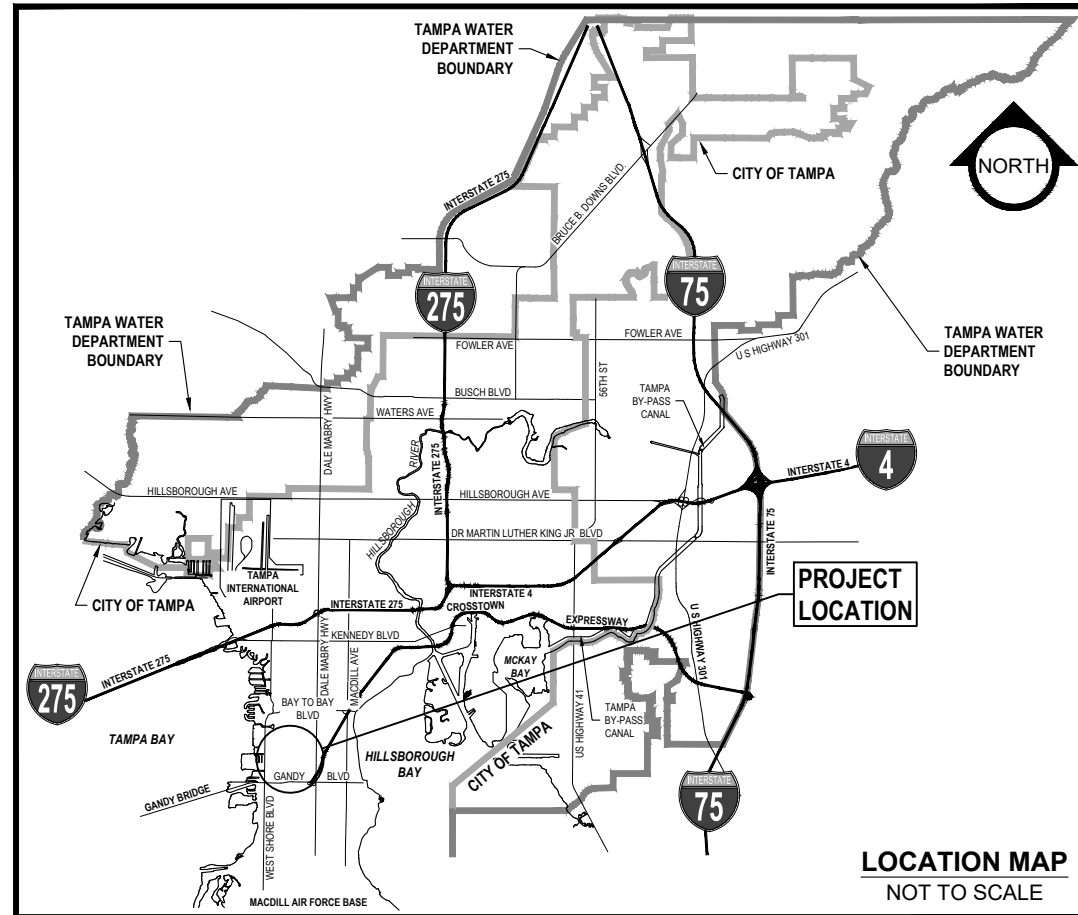 TAMPA WATER
DEPARTMENT
BOUNDARY
CITY OF TAMPA
NORTH
INTERSTATE 275
BRUCE B. DOWNS BLVD.
INTERSTATE
275
INTERSTATE
75
TAMPA WATER
DEPARTMENT
BOUNDARY
FOWLER AVE
FOWLER AVE
U S HIGHWAY 301
TAMPA WATER
DEPARTMENT
BOUNDARY
BUSCH BLVD
56TH ST
TAMPA
BY-PASS
CANAL
DALE MABRY HWY
WATERS AVE
RIVER
INTERSTATE 275
HILLSBOROUGH
INTERSTATE 4
INTERSTATE
4
HILLSBOROUGH AVE
HILLSBOROUGH AVE
DR MARTIN LUTHER KING JR BLVD
INTERSTATE 75
TAMPA
INTERNATIONAL
AIRPORT
CITY OF TAMPA
INTERSTATE 275
INTERSTATE 4
CROSSTOWN
EXPRESSWAY
PROJECT
LOCATION
KENNEDY BLVD
DALE MABRY HWY
MACDILL AVE
MCKAY
BAY
U S HIGHWAY 301
INTERSTATE
275
INTERSTATE 275
BAY TO BAY
BLVD
TAMPA BAY
HILLSBOROUGH
BAY
CITY OF TAMPA
US HIGHWAY 41
TAMPA
BY-PASS
CANAL
GANDY BLVD
GANDY BRIDGE
WEST SHORE BLVD
INTERSTATE
75
MACDILL AIR FORCE BASE
LOCATION MAP
NOT TO SCALE